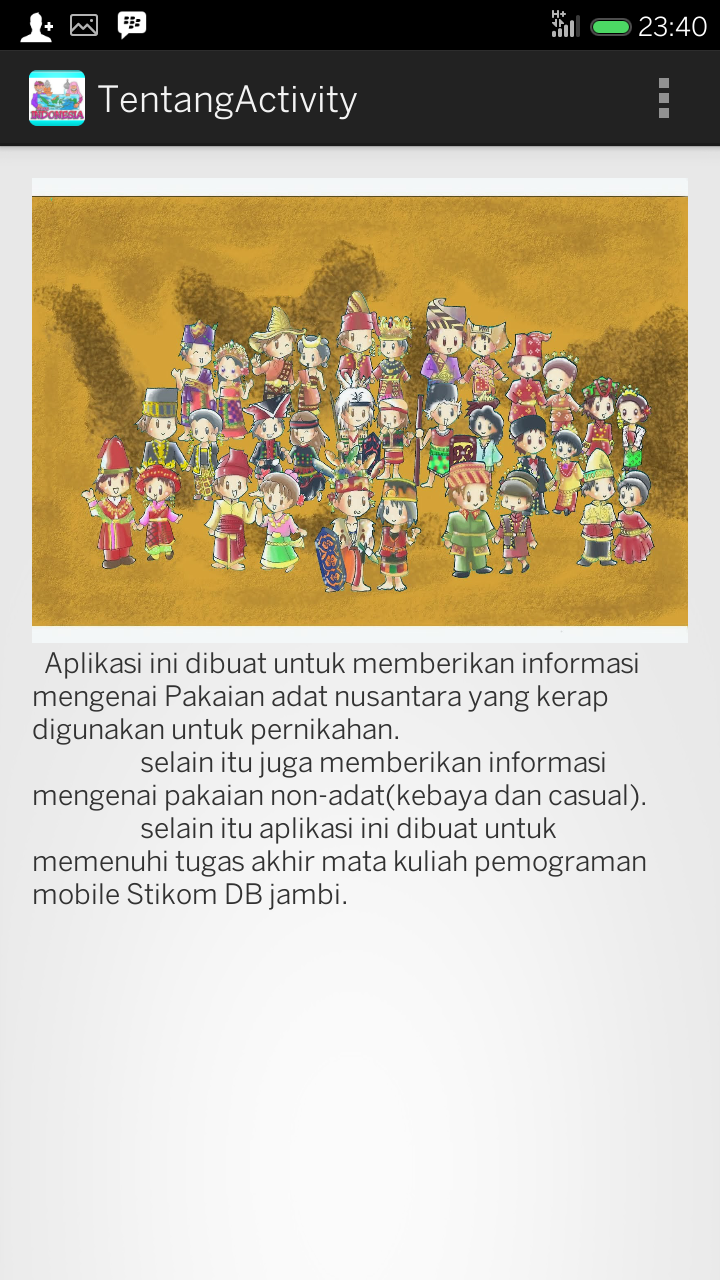 H+
23:40
INDONESIA
TentangActivity
Aplikasi ini dibuat untuk memberikan informasi
mengenai Pakaian adat nusantara yang kerap
digunakan untuk pernikahan.
selain itu juga memberikan informasi
mengenai pakaian non-adat(kebaya dan casual).
selain itu aplikasi ini dibuat untuk
memenuhi tugas akhir mata kuliah pemograman
mobile Stikom DB jambi.